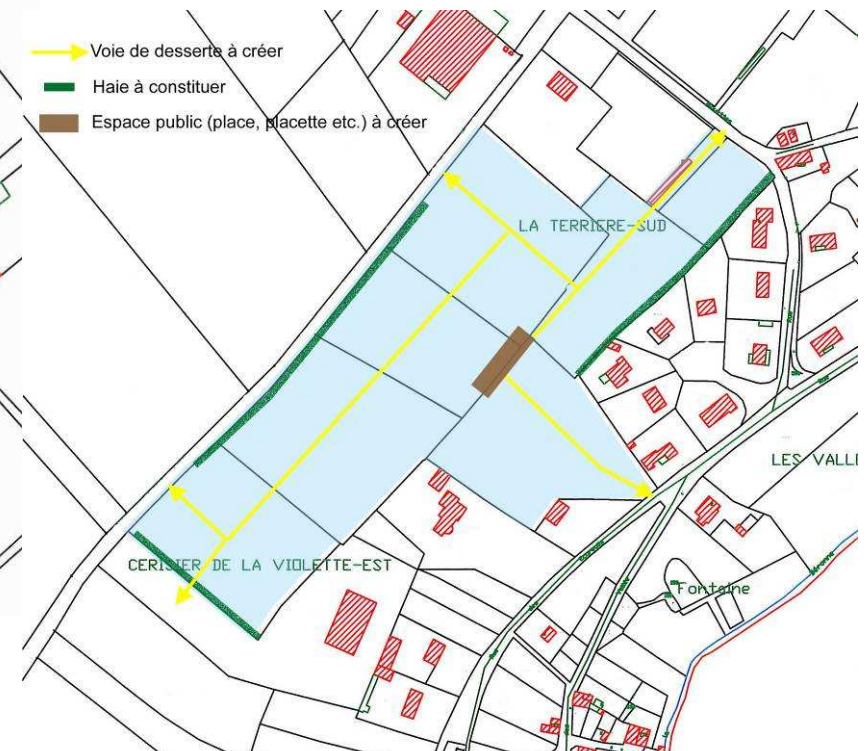 Voie de desserte à créer
Haie à constituer
Espace public (place, placette etc.) à créer
LA TERRIERE-SUD
LES VALLE
CERISIER DE LA VIOLETTE-EST
Fontaine